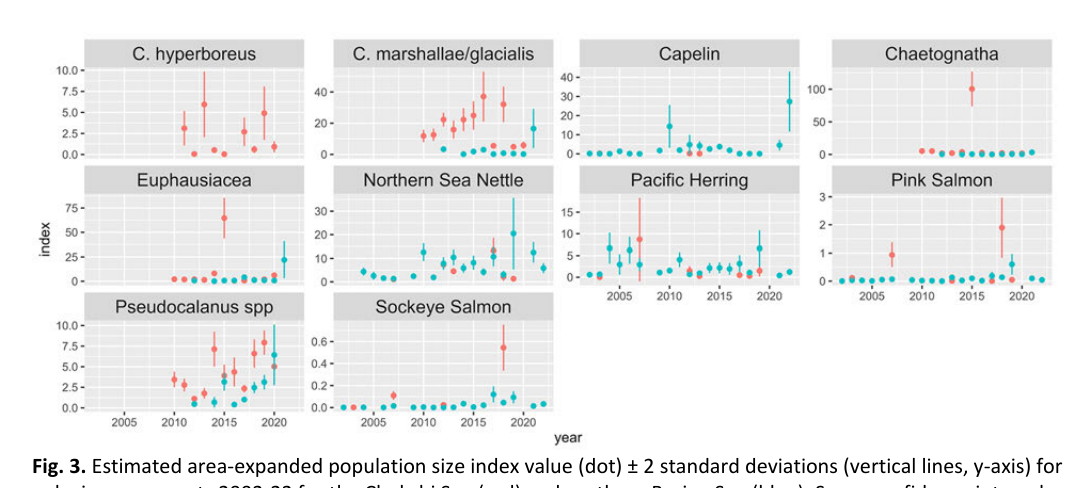 C. hyperboreus
C. marshallae/glacialis
Capelin
Chaetognatha
10.0
7.5
5.0
2.5
0.0
40
20
0
40
30
20
10
0
100
50
0
Euphausiacea
Northern Sea Nettle
Pacific Herring
Pink Salmon
75
50
25
0
30
20
10
0
15
10
5
0
3
2
1
0
index
2005 2010 2015 2020
2005 2010 2015 2020
Pseudocalanus spp
Sockeye Salmon
10.0
7.5
5.0
2.5
0.0
0.6
0.4
0.2
0.0
2005 2010 2015 2020
2005 2010 2015 2020
year
Fig. 3. Estimated area-expanded population size index value (dot) ± 2 standard deviations (vertical lines, y-axis) for